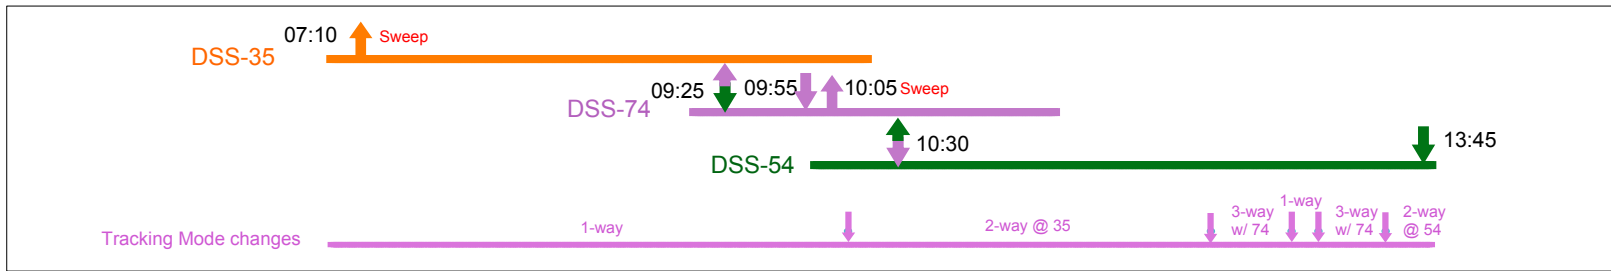 07:10 Sweep
DSS-35
09:25 09:55 10:05 Sweep
DSS-74
10:30 13:45
DSS-54
Tracking Mode changes
1-way
2-way @ 35
3-way
w/ 74
1-way
3-way
w/ 74
2-way
@ 54